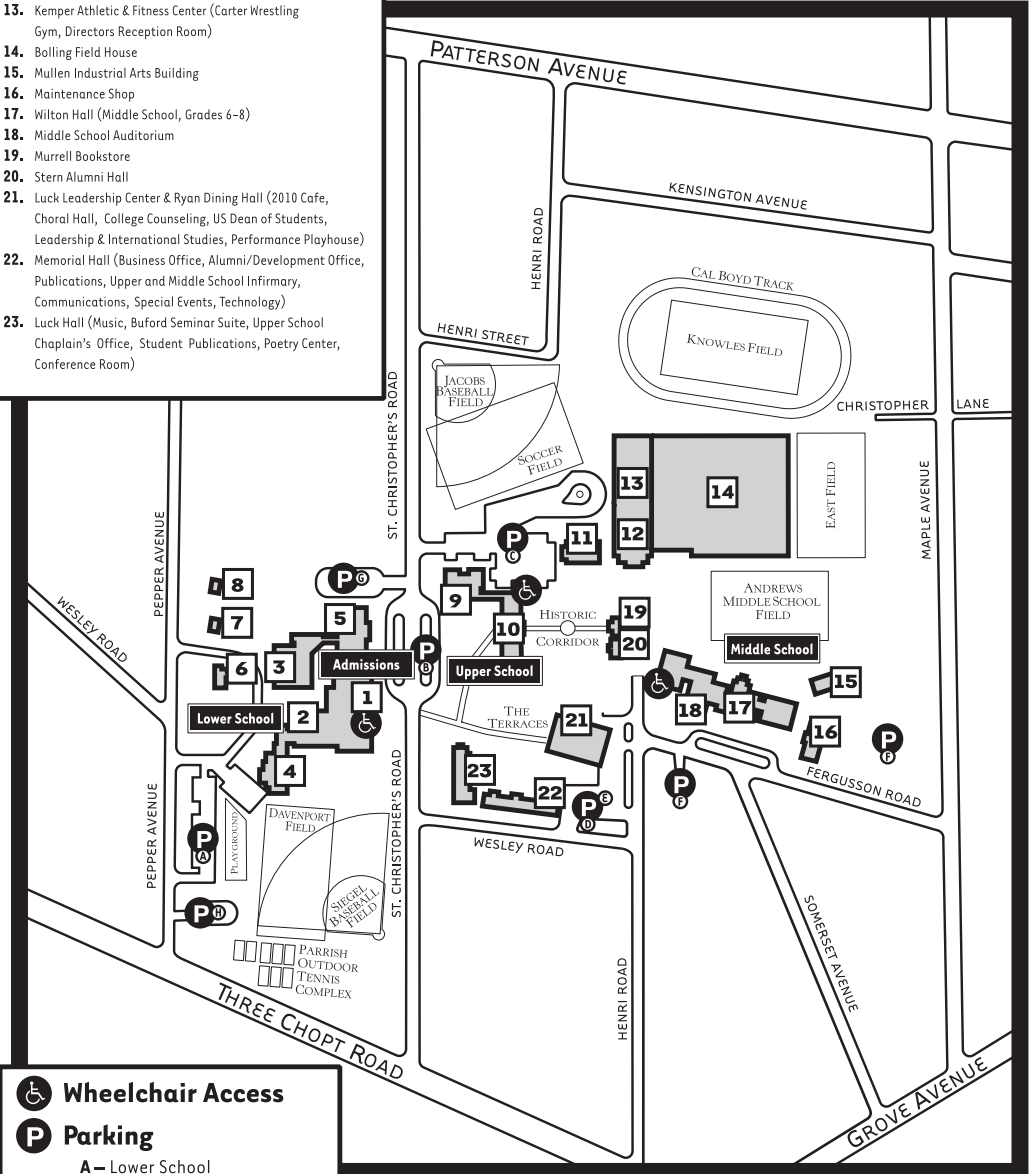 13. Kemper Athletic & Fitness Center (Carter Wrestling
Gym, Directors Reception Room)
14. Bolling Field House
15. Mullen Industrial Arts Building
16. Maintenance Shop
17. Wilton Hall (Middle School, Grades 6–8)
18. Middle School Auditorium
19. Murrell Bookstore
20. Stern Alumni Hall
21. Luck Leadership Center & Ryan Dining Hall (2010 Cafe,
Choral Hall, College Counseling, US Dean of Students,
Leadership & International Studies, Performance Playhouse)
22. Memorial Hall (Business Office, Alumni/Development Office,
Publications, Upper and Middle School Infirmary,
Communications, Special Events, Technology)
23. Luck Hall (Music, Buford Seminar Suite, Upper School
Chaplain's Office, Student Publications, Poetry Center,
Conference Room)
PATTERSON AVENUE
KENSINGTON AVENUE
HENRI ROAD
CAL BOYD TRACK
KNOWLES FIELD
HENRI STREET
JACOBS
BASEBALL
FIELD
CHRISTOPHER LANE
ST. CHRISTOPHER'S ROAD
SOCCER
FIELD
13
14
EAST FIELD
MAPLE AVENUE
PEPPER AVENUE
12
11
P
C
WESLEY ROAD
8
P G
9
ANDREWS
MIDDLE SCHOOL
FIELD
7
5
10
HISTORIC
CORRIDOR
19
20
P
B
Middle School
6
3
Admissions
Upper School
15
1
18
17
Lower School
2
THE
TERRACES
21
16
P
F
4
23
22
P
F
FERGUSSON ROAD
PEPPER AVENUE
ST. CHRISTOPHER'S ROAD
P E
D
PLAYGROUND
DAVENPORT
FIELD
WESLEY ROAD
P
A
SIEGEL
BASEBALL
FIELD
P H
SOMERSET AVENUE
PARRISH
OUTDOOR
TENNIS
COMPLEX
HENRI ROAD
THREE CHOPT ROAD
GROVE AVENUE
Wheelchair Access
P Parking
A – Lower School